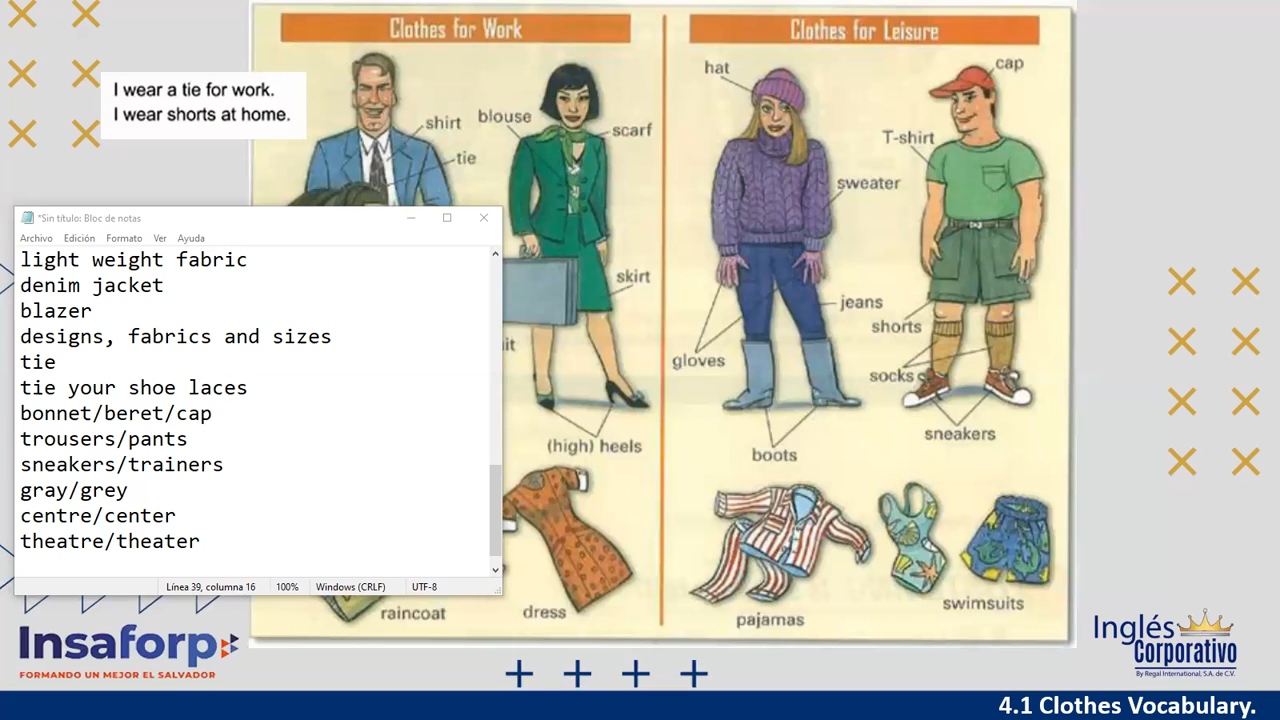 Clothes for Work
Clothes for Leisure
I wear a tie for work.
I wear shorts at home.
shirt
tie
blouse
scarf
skirt
(high) heels
raincoat
dress
hat
cap
T-shirt
sweater
jeans
shorts
gloves
socks
sneakers
boots
pajamas
swimsuits
*Sin título: Bloc de notas
Archivo Edición Formato Ver Ayuda
light weight fabric
denim jacket
blazer
designs, fabrics and sizes
tie
tie your shoe laces
bonnet/beret/cap
trousers/pants
sneakers/trainers
gray/grey
centre/center
theatre/theater
Línea 39, columna 16 100% Windows (CRLF) UTF-8
Insaforp
FORMANDO UN MEJOR EL SALVADOR
Inglés
Corporativo
By Regal International, S.A. de C.V.
4.1 Clothes Vocabulary.